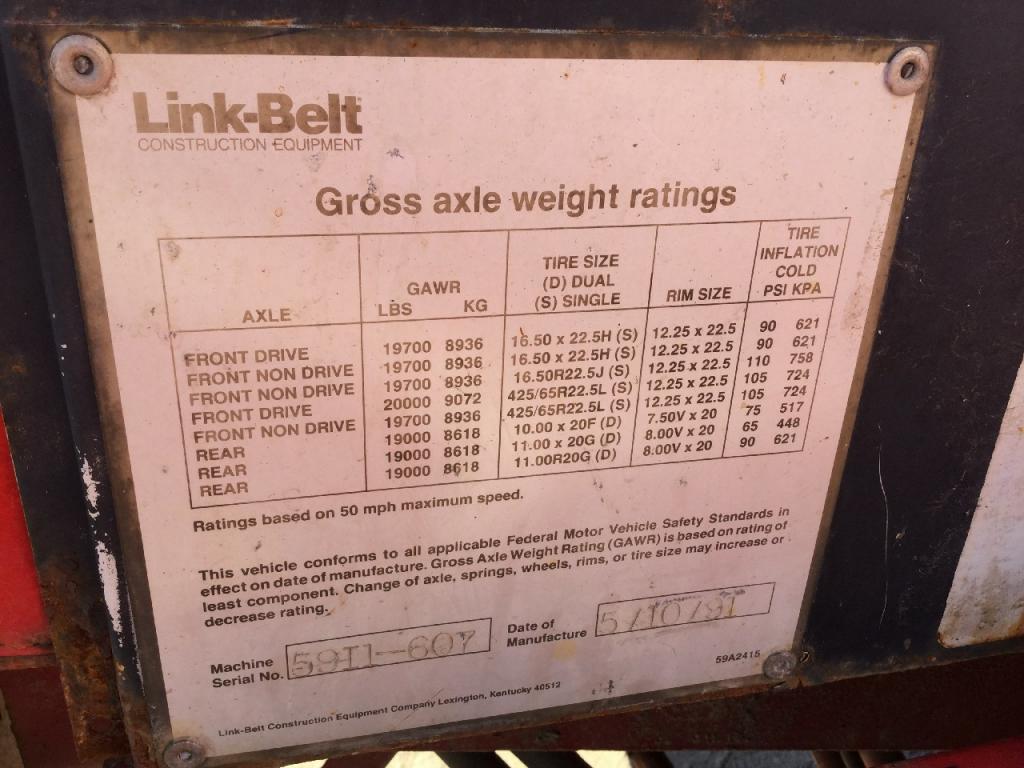 Link-Belt
CONSTRUCTION EQUIPMENT
Gross axle weight ratings
AXLE
GAWR
LBS KG
TIRE SIZE
(D) DUAL
(S) SINGLE
RIM SIZE
TIRE
INFLATION
COLD
PSI KPA
FRONT DRIVE 19700 8936 16.50 x 22.5H (S) 12.25 x 22.5 90 621
FRONT NON DRIVE 19700 8936 16.50 x 22.5H (S) 12.25 x 22.5 90 621
FRONT NON DRIVE 19700 8936 16.50R22.5J (S) 12.25 x 22.5 110 758
FRONT DRIVE 20000 9072 425/65R22.5L (S) 12.25 x 22.5 105 724
FRONT NON DRIVE 19700 8936 425/65R22.5L (S) 12.25 x 22.5 105 724
REAR 19000 8618 10.00 x 20F (D) 7.50V x 20 75 517
REAR 19000 8618 11.00 x 20G (D) 8.00V x 20 65 448
REAR 19000 8618 11.00R20G (D) 8.00V x 20 90 621
Ratings based on 50 mph maximum speed.
This vehicle conforms to all applicable Federal Motor Vehicle Safety Standards in
effect on date of manufacture. Gross Axle Weight Rating (GAWR) is based on rating of
least component. Change of axle, springs, wheels, rims, or tire size may increase or
decrease rating.
Machine
Serial No. 59I1-607
Date of
Manufacture 5/10/91
59A2415
Link-Belt Construction Equipment Company Lexington, Kentucky 40512